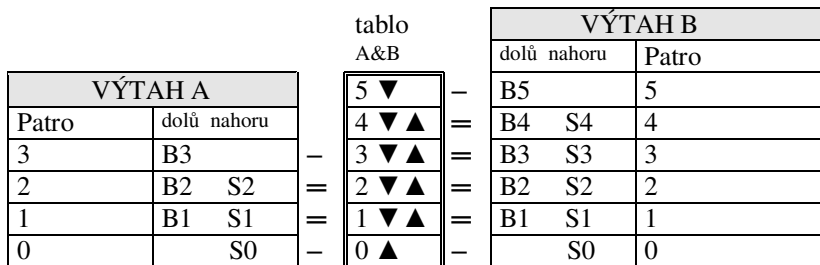 tablo VÝTAH B
A&B dolů nahoru Patro
VÝTAH A 5 ▼ – B5 5
Patro dolů nahoru 4 ▼ ▲ = B4 S4 4
3 B3 – 3 ▼ ▲ = B3 S3 3
2 B2 S2 = 2 ▼ ▲ = B2 S2 2
1 B1 S1 = 1 ▼ ▲ = B1 S1 1
0 S0 – 0 ▲ – S0 0